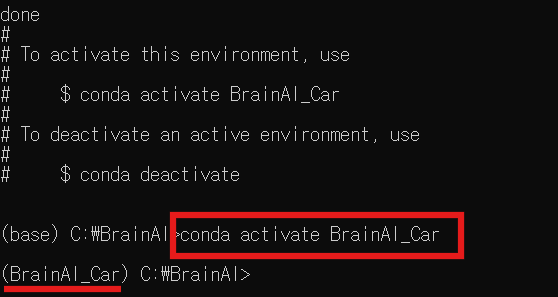 done
#
# To activate this environment, use
#
#     $ conda activate BrainAI_Car
#
# To deactivate an active environment, use
#
#     $ conda deactivate
(base) C:₩BrainAI>conda activate BrainAI_Car
(BrainAI_Car) C:₩BrainAI>